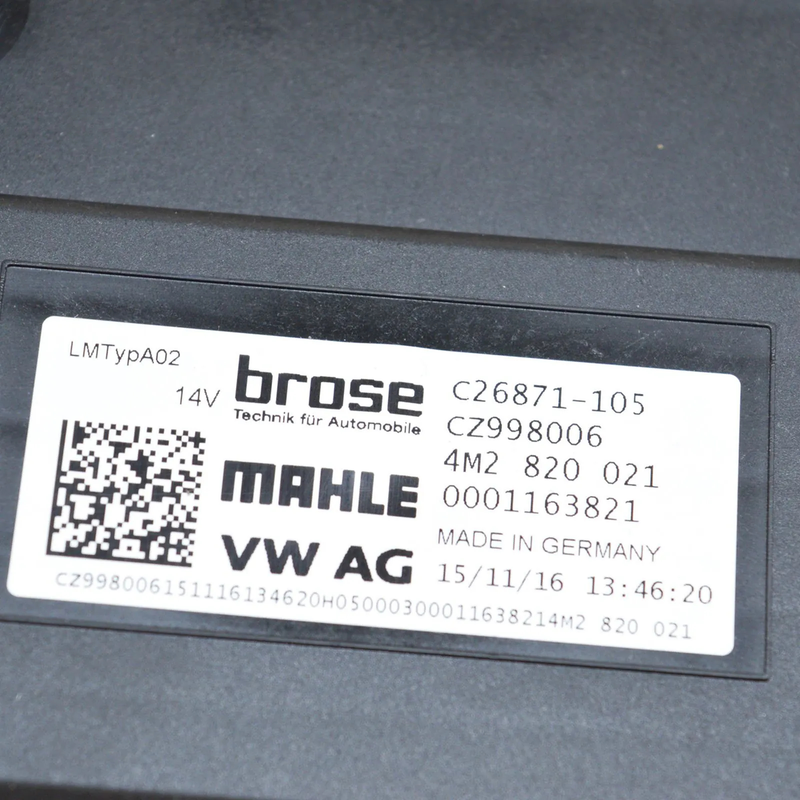 LMTypA02
14V
brose
Technik für Automobile
MAHLE
VW AG
C26871-105
CZ998006
4M2 820 021
0001163821
MADE IN GERMANY
15/11/16 13:46:20
CZ998006151116134620H05000300011638214M2 820 021